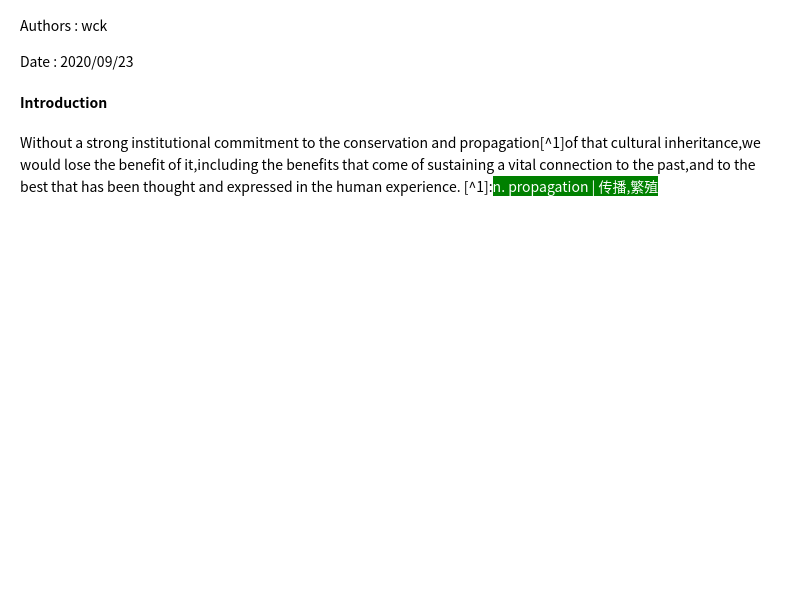 Authors : wck
Date : 2020/09/23
Introduction
Without a strong institutional commitment to the conservation and propagation[^1]of that cultural inheritance,we
would lose the benefit of it,including the benefits that come of sustaining a vital connection to the past,and to the
best that has been thought and expressed in the human experience. [^1]:n. propagation | 传播,繁殖